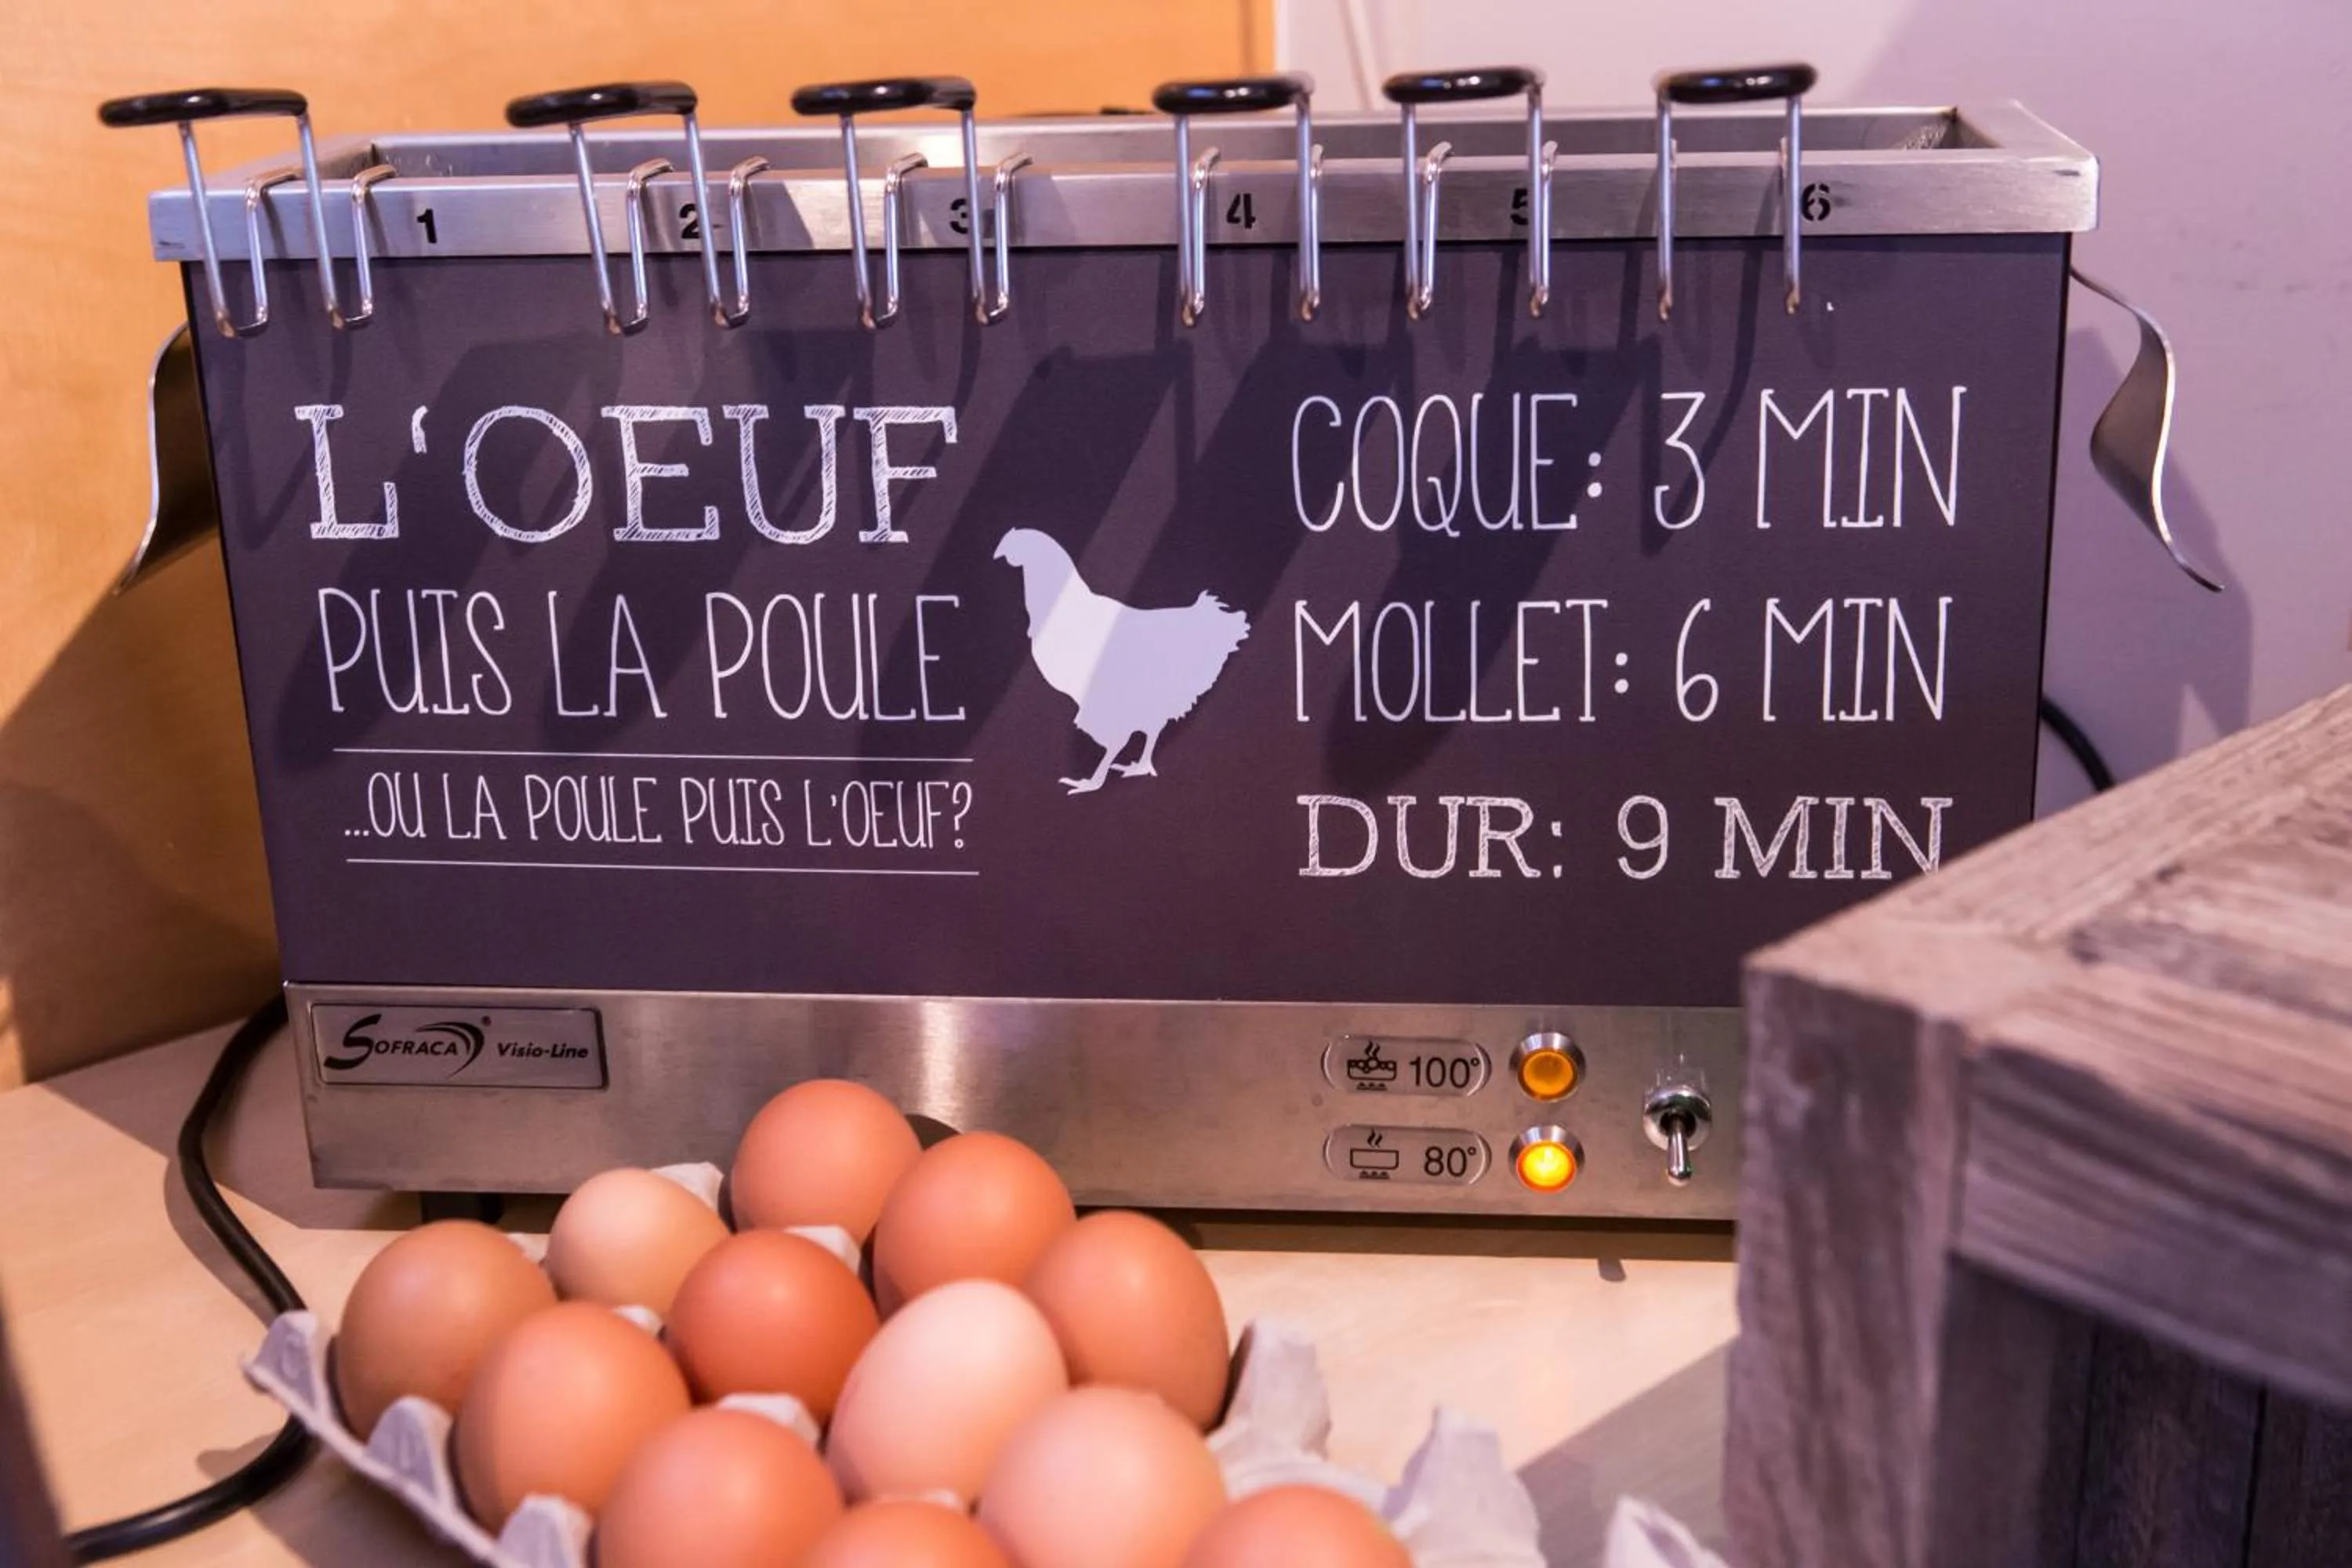 1 2 3 4 5 6
L'OEUF
PUIS LA POULE
...OU LA POULE PUIS L'OEUF?
COQUE: 3 MIN
MOLLET: 6 MIN
DUR: 9 MIN
SOFRACA® Visio-Line
100°
80°